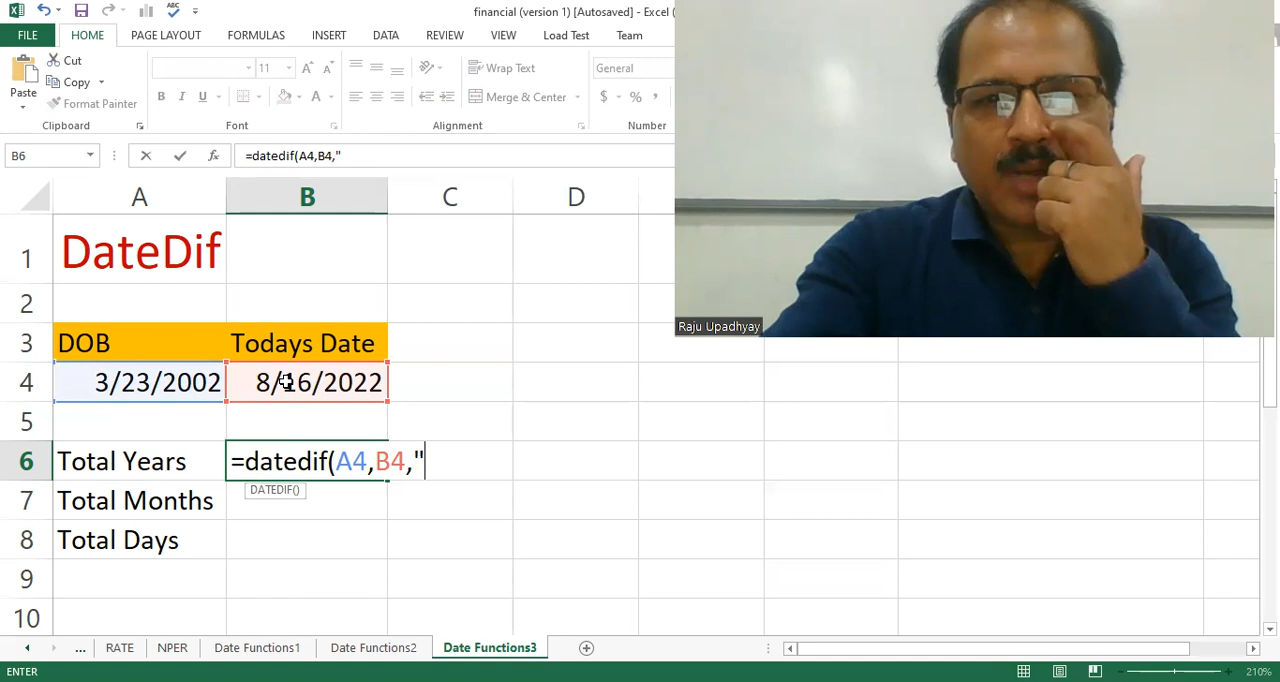 financial (version 1) [Autosaved] - Excel (
FILE HOME PAGE LAYOUT FORMULAS INSERT DATA REVIEW VIEW Load Test Team
Paste
Cut
Copy
Format Painter
11
Wrap Text
Merge & Center
General
B I U A $ % ,
Clipboard Font Alignment Number
B6 fx =datedif(A4,B4,"
A B C D
1 DateDif
2
3 DOB Todays Date
4 3/23/2002 8/16/2022
5
6 Total Years =datedif(A4,B4,"
DATEDIF()
7 Total Months
8 Total Days
9
10
Raju Upadhyay
... RATE NPER Date Functions1 Date Functions2 Date Functions3
ENTER 210%